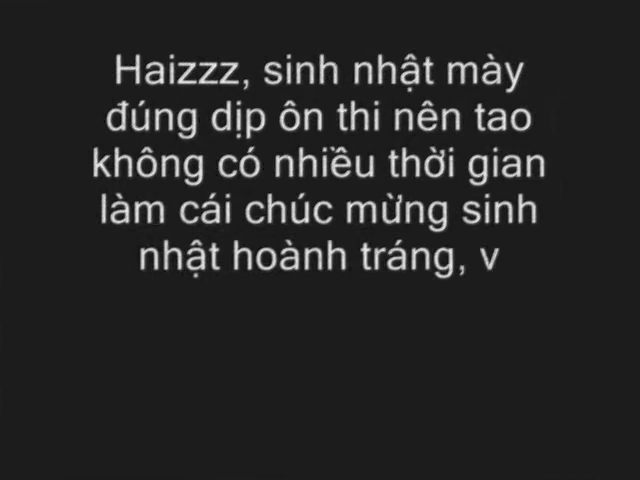 Haizzz, sinh nhật mày
đúng dịp ôn thi nên tao
không có nhiều thời gian
làm cái chúc mừng sinh
nhật hoành tráng, v